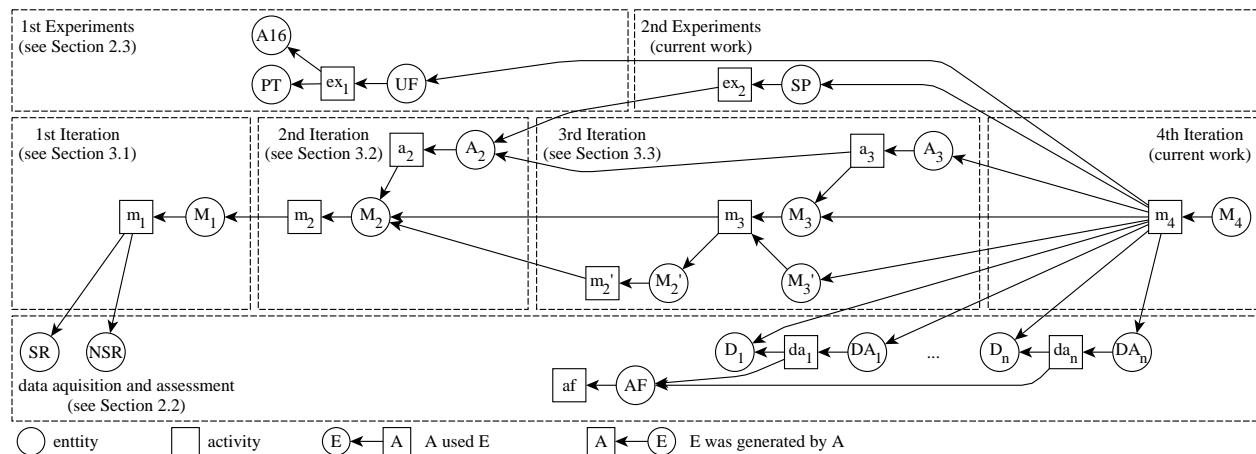 1st Experiments
(see Section 2.3)
2nd Experiments
(current work)
A16
PT
ex1
UF
ex2
SP
1st Iteration
(see Section 3.1)
2nd Iteration
(see Section 3.2)
3rd Iteration
(see Section 3.3)
4th Iteration
(current work)
a2
A2
a3
A3
m1
M1
m2
M2
m3
M3
m4
M4
m2'
M2'
M3'
SR
NSR
D1
da1
DA1
...
Dn
dan
DAn
af
AF
data aquisition and assessment
(see Section 2.2)
enttity
activity
E
A
A used E
A
E
E was generated by A